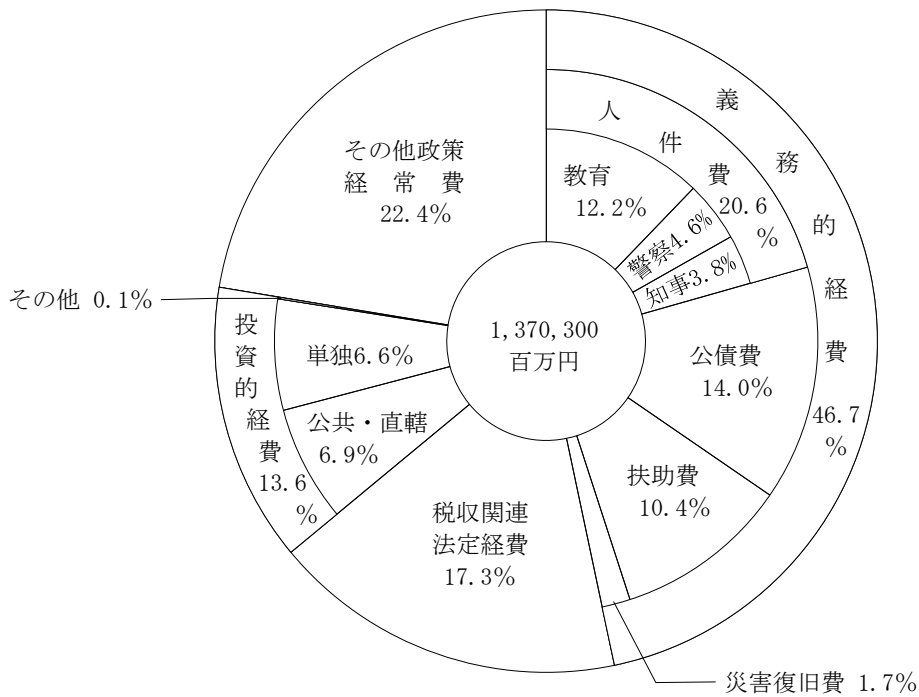 義務的経費
46.7
%
人件費
20.6
%
教育
12.2%
警察4.6%
知事3.8%
公債費
14.0%
扶助費
10.4%
災害復旧費 1.7%
税収関連
法定経費
17.3%
投資的経費
13.6
%
公共・直轄
6.9%
単独6.6%
その他 0.1%
その他政策
経常費
22.4%
1,370,300
百万円